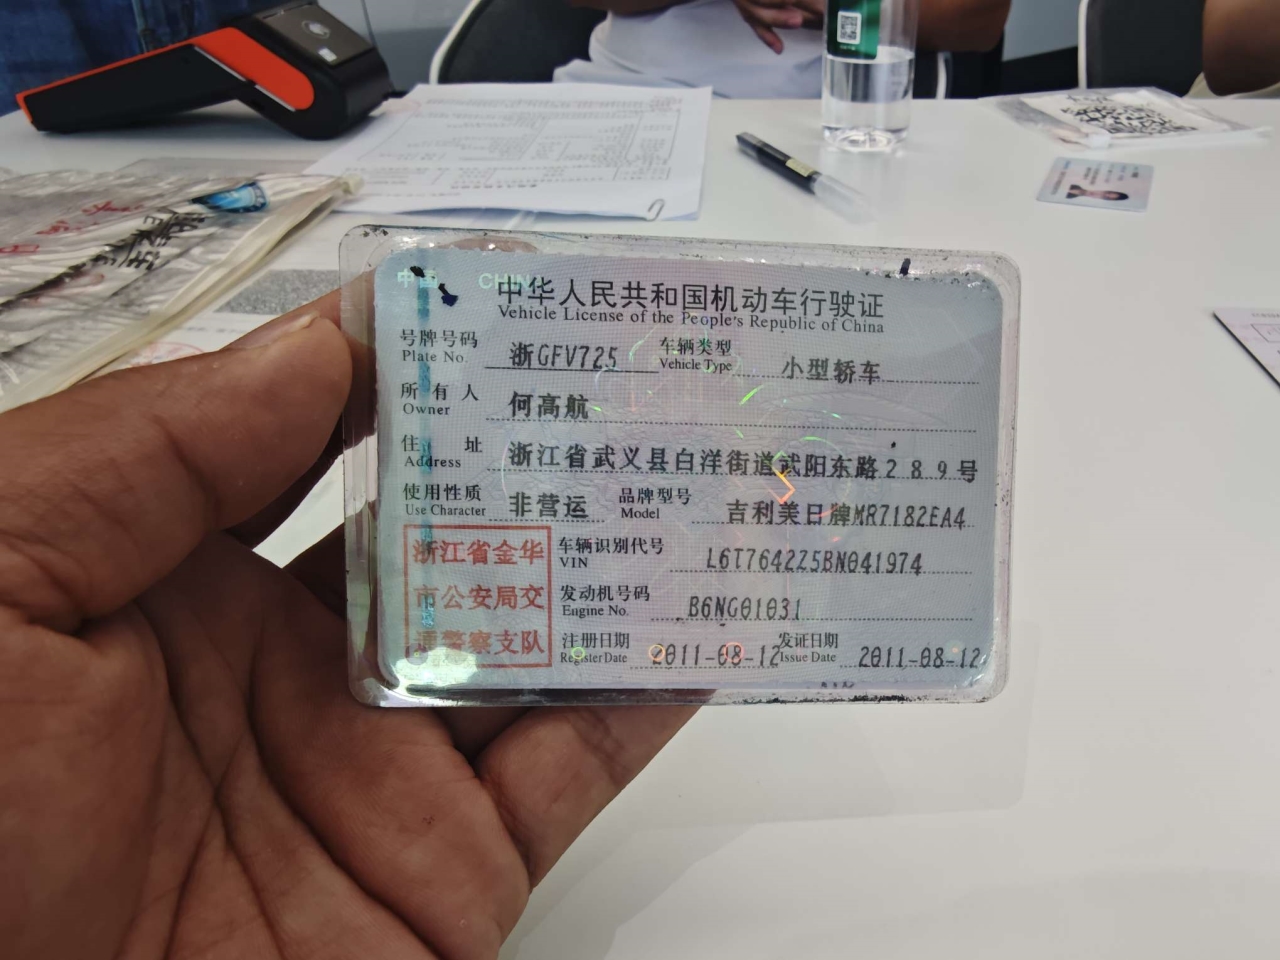 中国 CHINA
中华人民共和国机动车行驶证
Vehicle License of the People's Republic of China
号牌号码 浙GFV725 车辆类型 小型轿车
Plate No. Vehicle Type
所有人 何高航
Owner
住址 浙江省武义县白洋街道武阳东路289号
Address
使用性质 非营运 品牌型号 吉利美日牌MR7182EA4
Use Character Model
浙江省金华
市公安局交
通警察支队
车辆识别代号 L6T7642Z5BN041974
VIN
发动机号码 B6NG01031
Engine No.
注册日期 2011-08-12 发证日期 2011-08-12
Register Date Issue Date